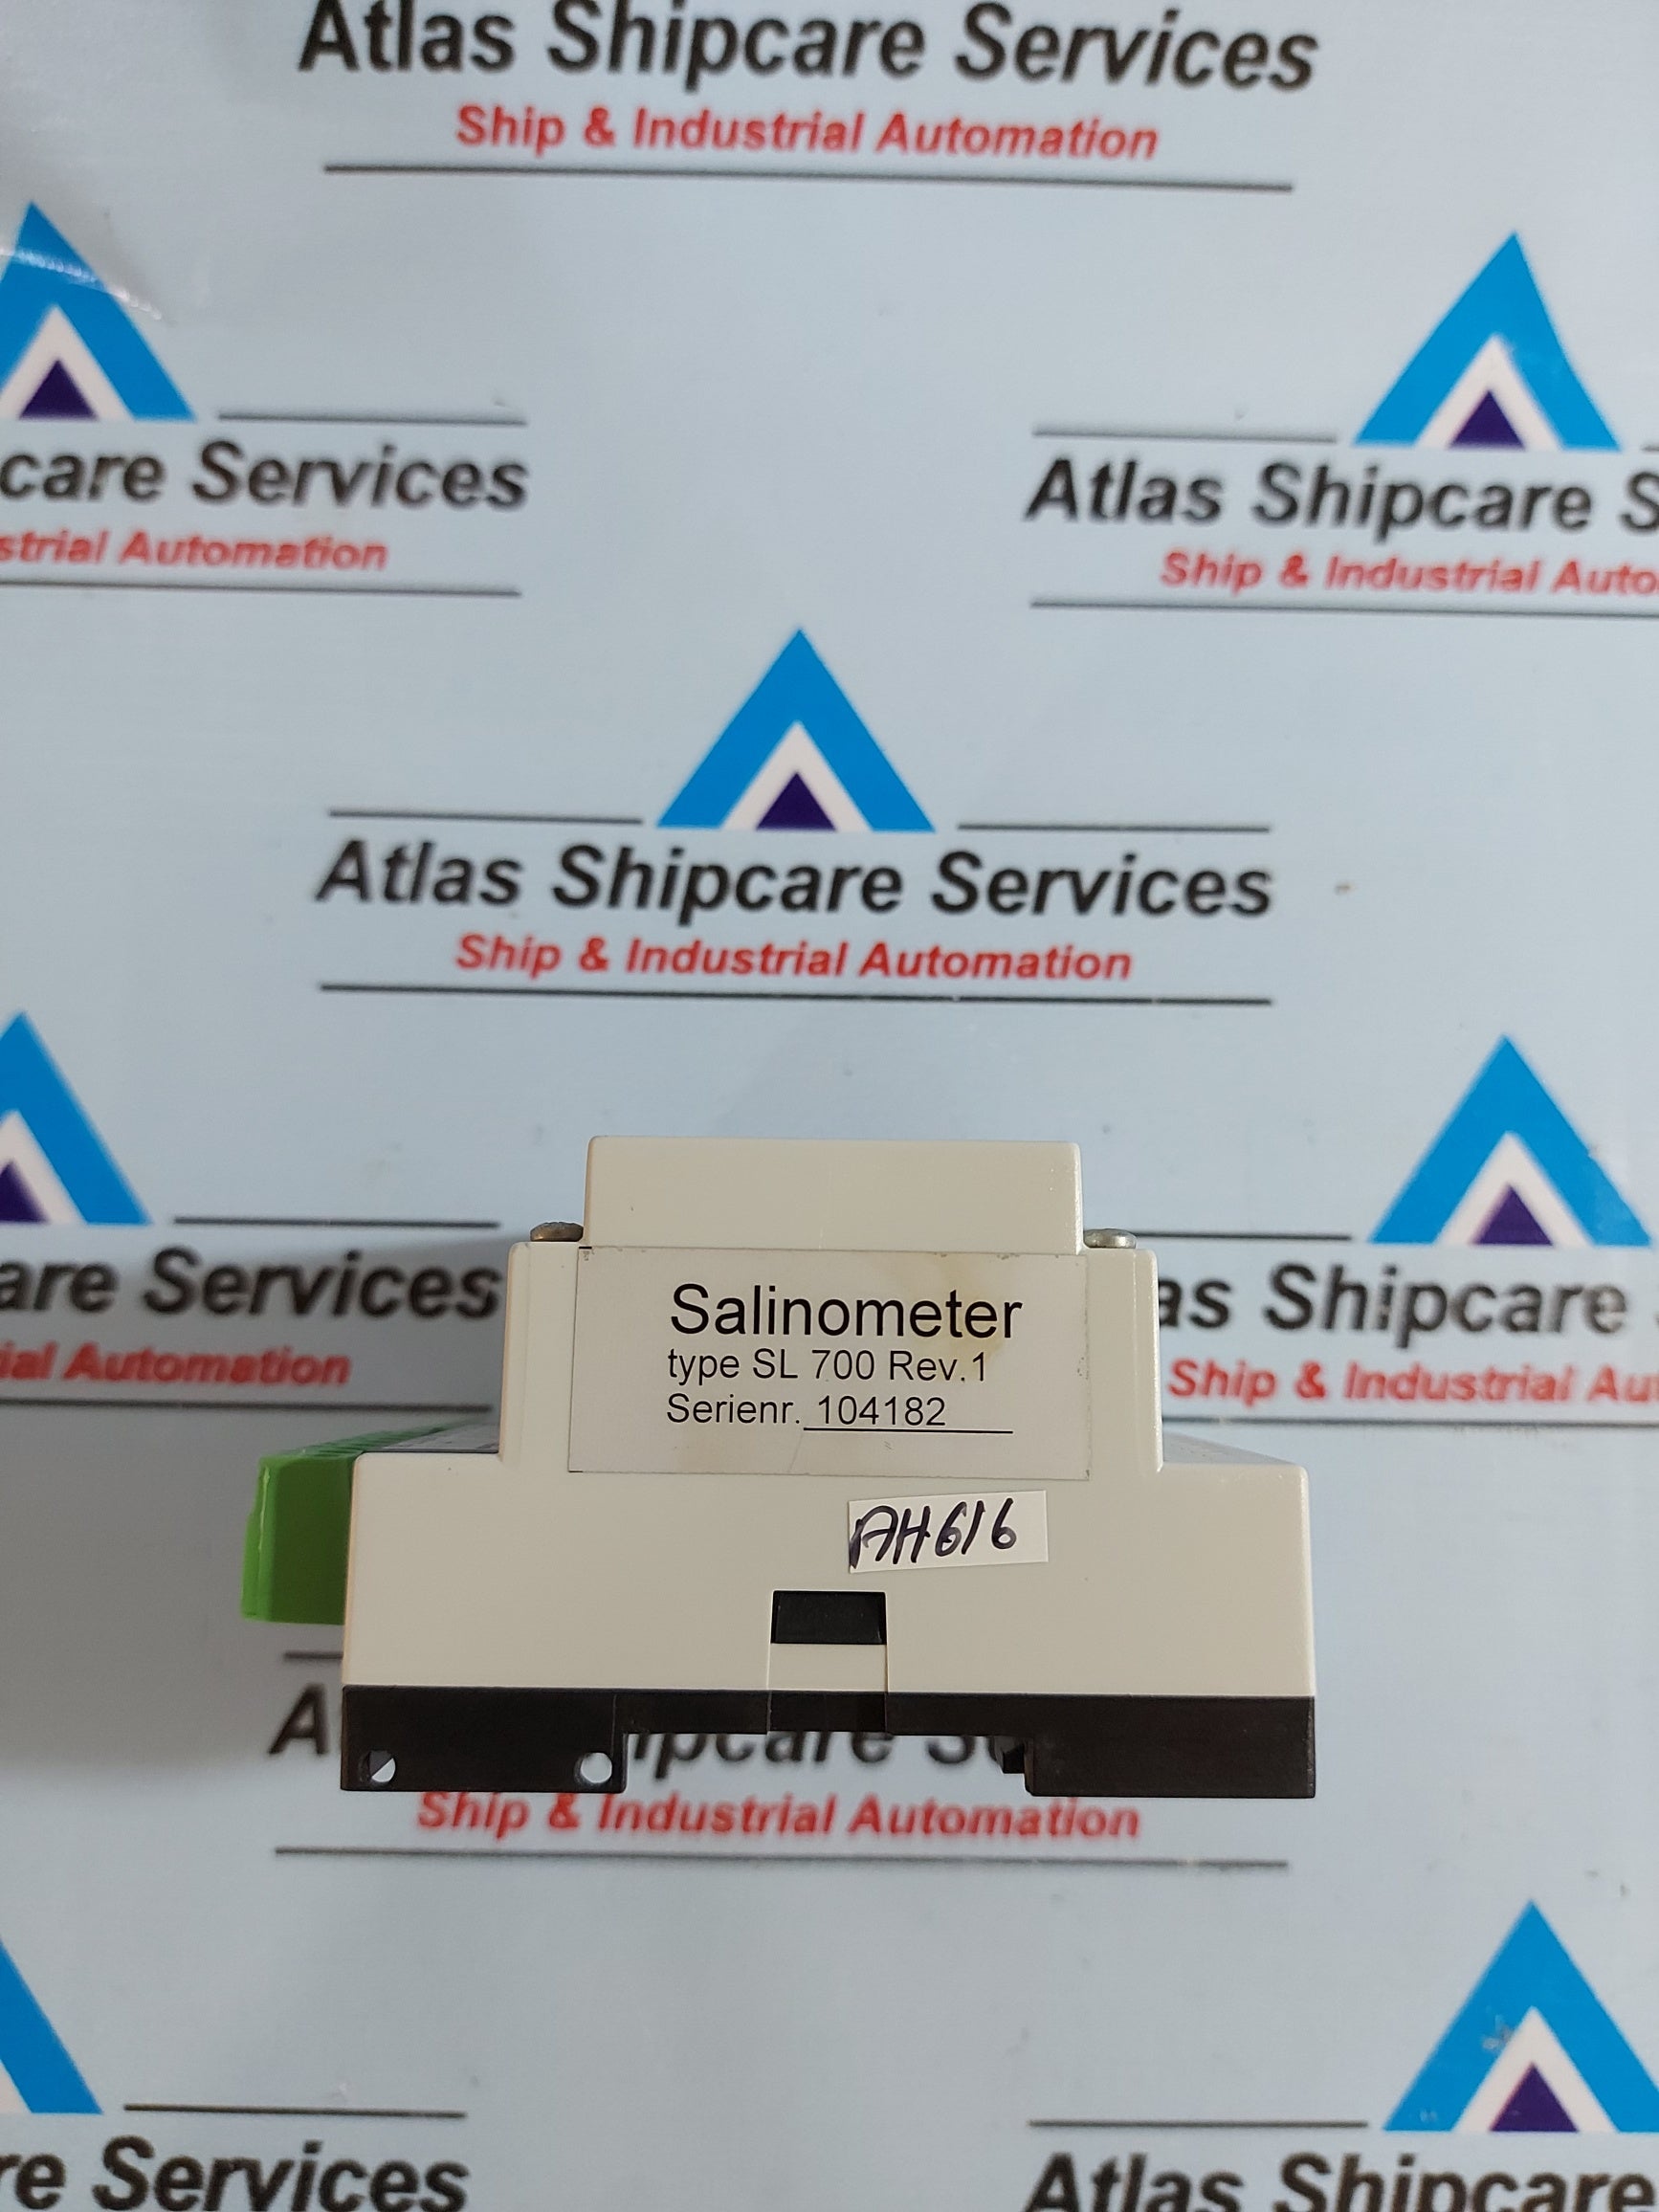 Atlas Shipcare Services
Ship & Industrial Automation
care Services
strial Automation
Atlas Shipcare S
Ship & Industrial Auto
Atlas Shipcare Services
Ship & Industrial Automation
are Services
ial Automation
as Shipcare
Ship & Industrial Au
Salinometer
type SL 700 Rev.1
Serienr. 104182
AH616
A ipcare Se
Ship & Industrial Automation
re Services
Atlas Shipcare